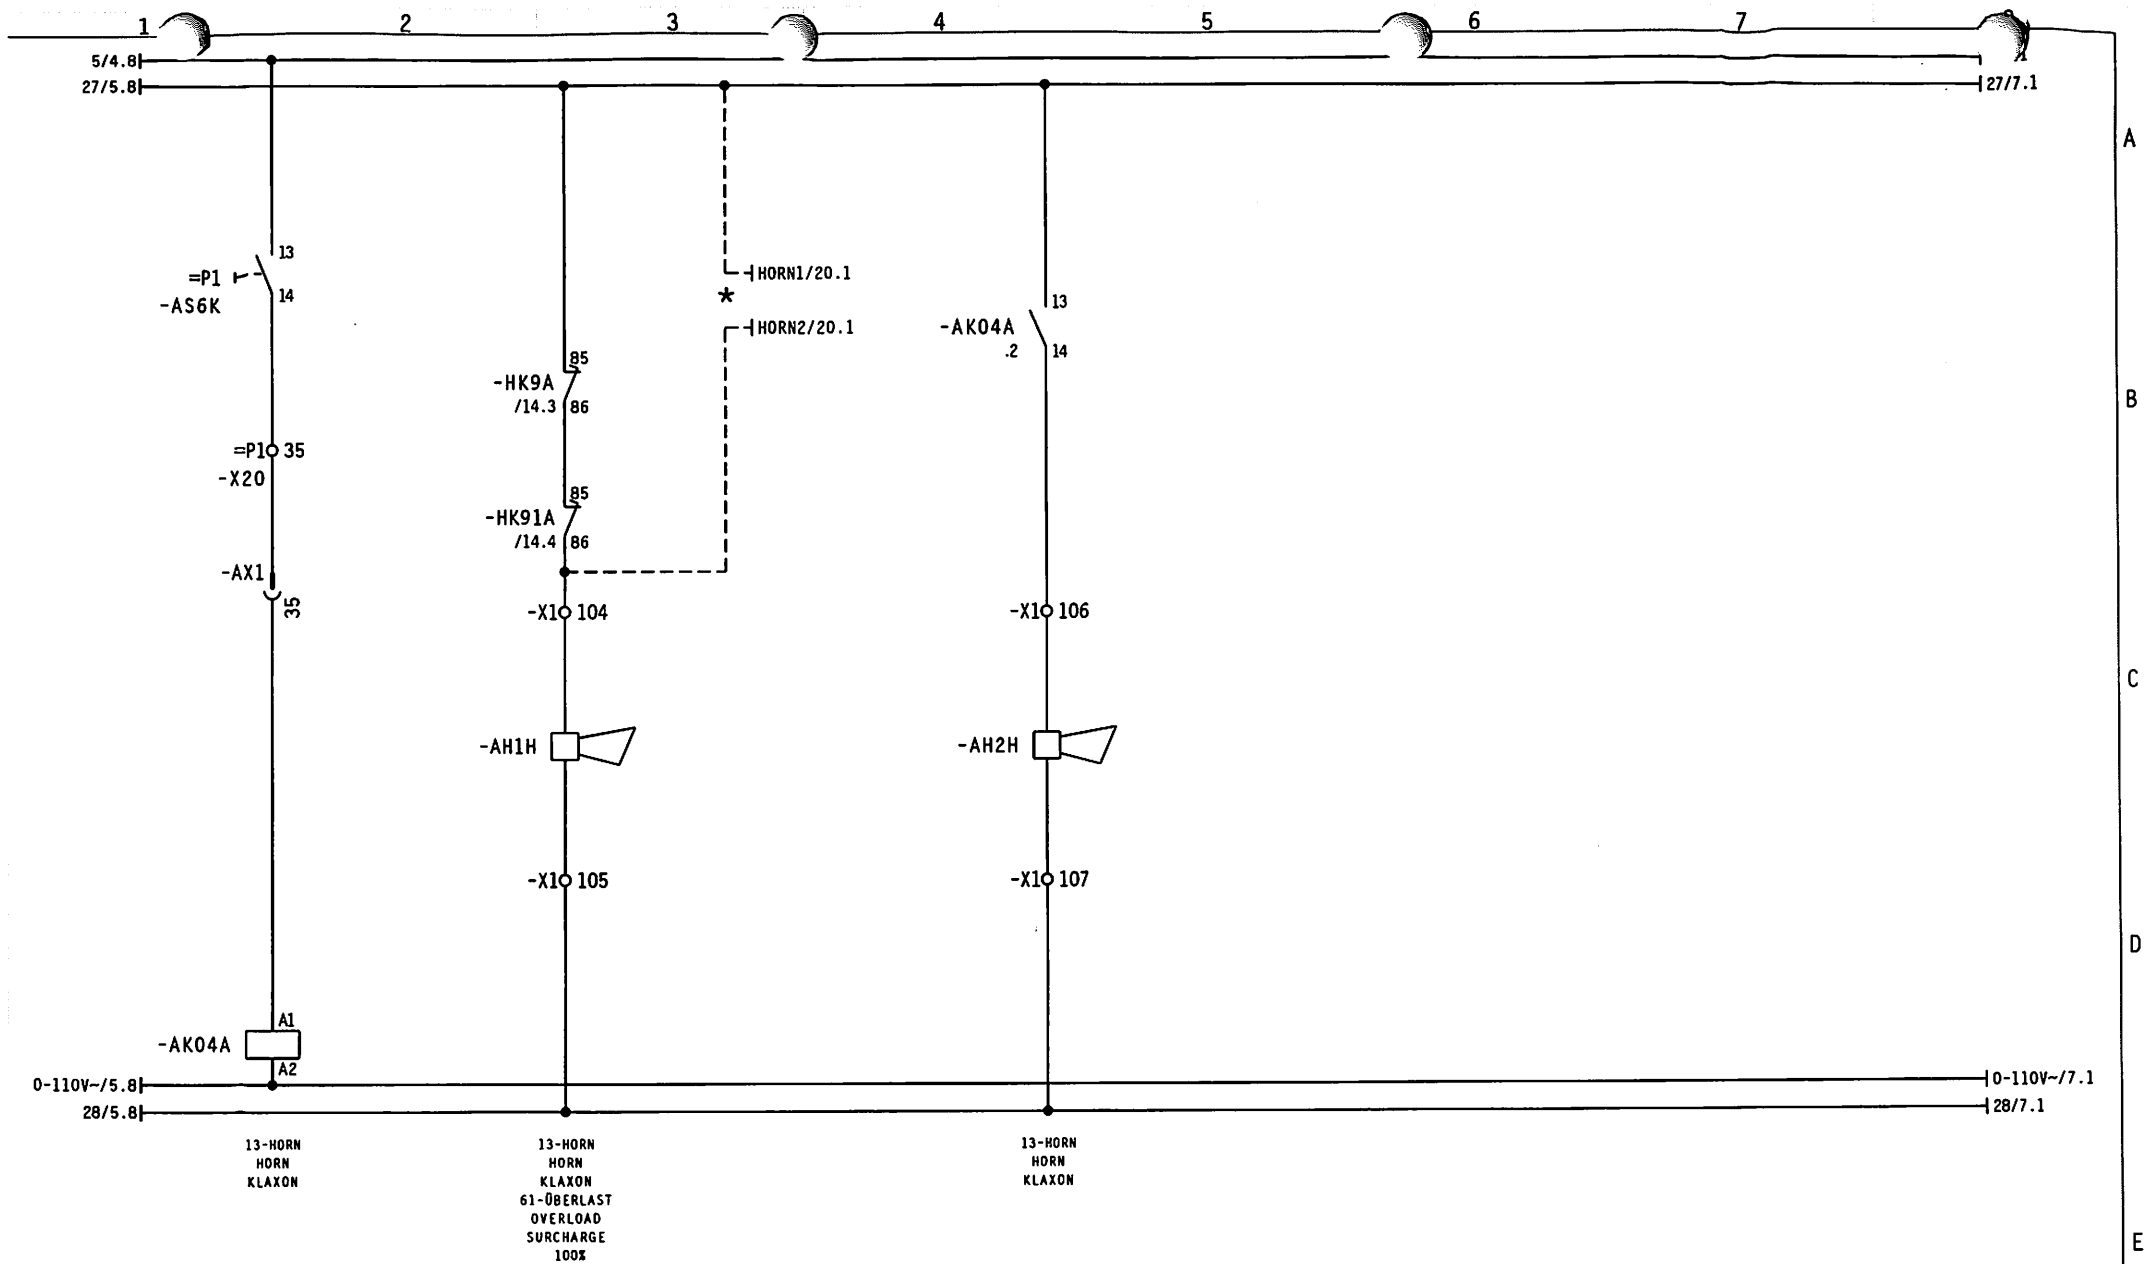 1 2 3 4 5 6 7
5/4.8
27/5.8
27/7.1
A
13
=P1
14
-AS6K
HORN1/20.1
*
HORN2/20.1
13
-AK04A
.2 14
85
-HK9A
/14.3 86
B
=P1 35
-X20
85
-HK91A
/14.4 86
-AX1
35
-X1 104
-X1 106
C
-AH1H
-AH2H
-X1 105
-X1 107
D
A1
-AK04A
A2
0-110V~/5.8
0-110V~/7.1
28/5.8
28/7.1
13-HORN
HORN
KLAXON
13-HORN
HORN
KLAXON
61-ÜBERLAST
OVERLOAD
SURCHARGE
100%
13-HORN
HORN
KLAXON
E